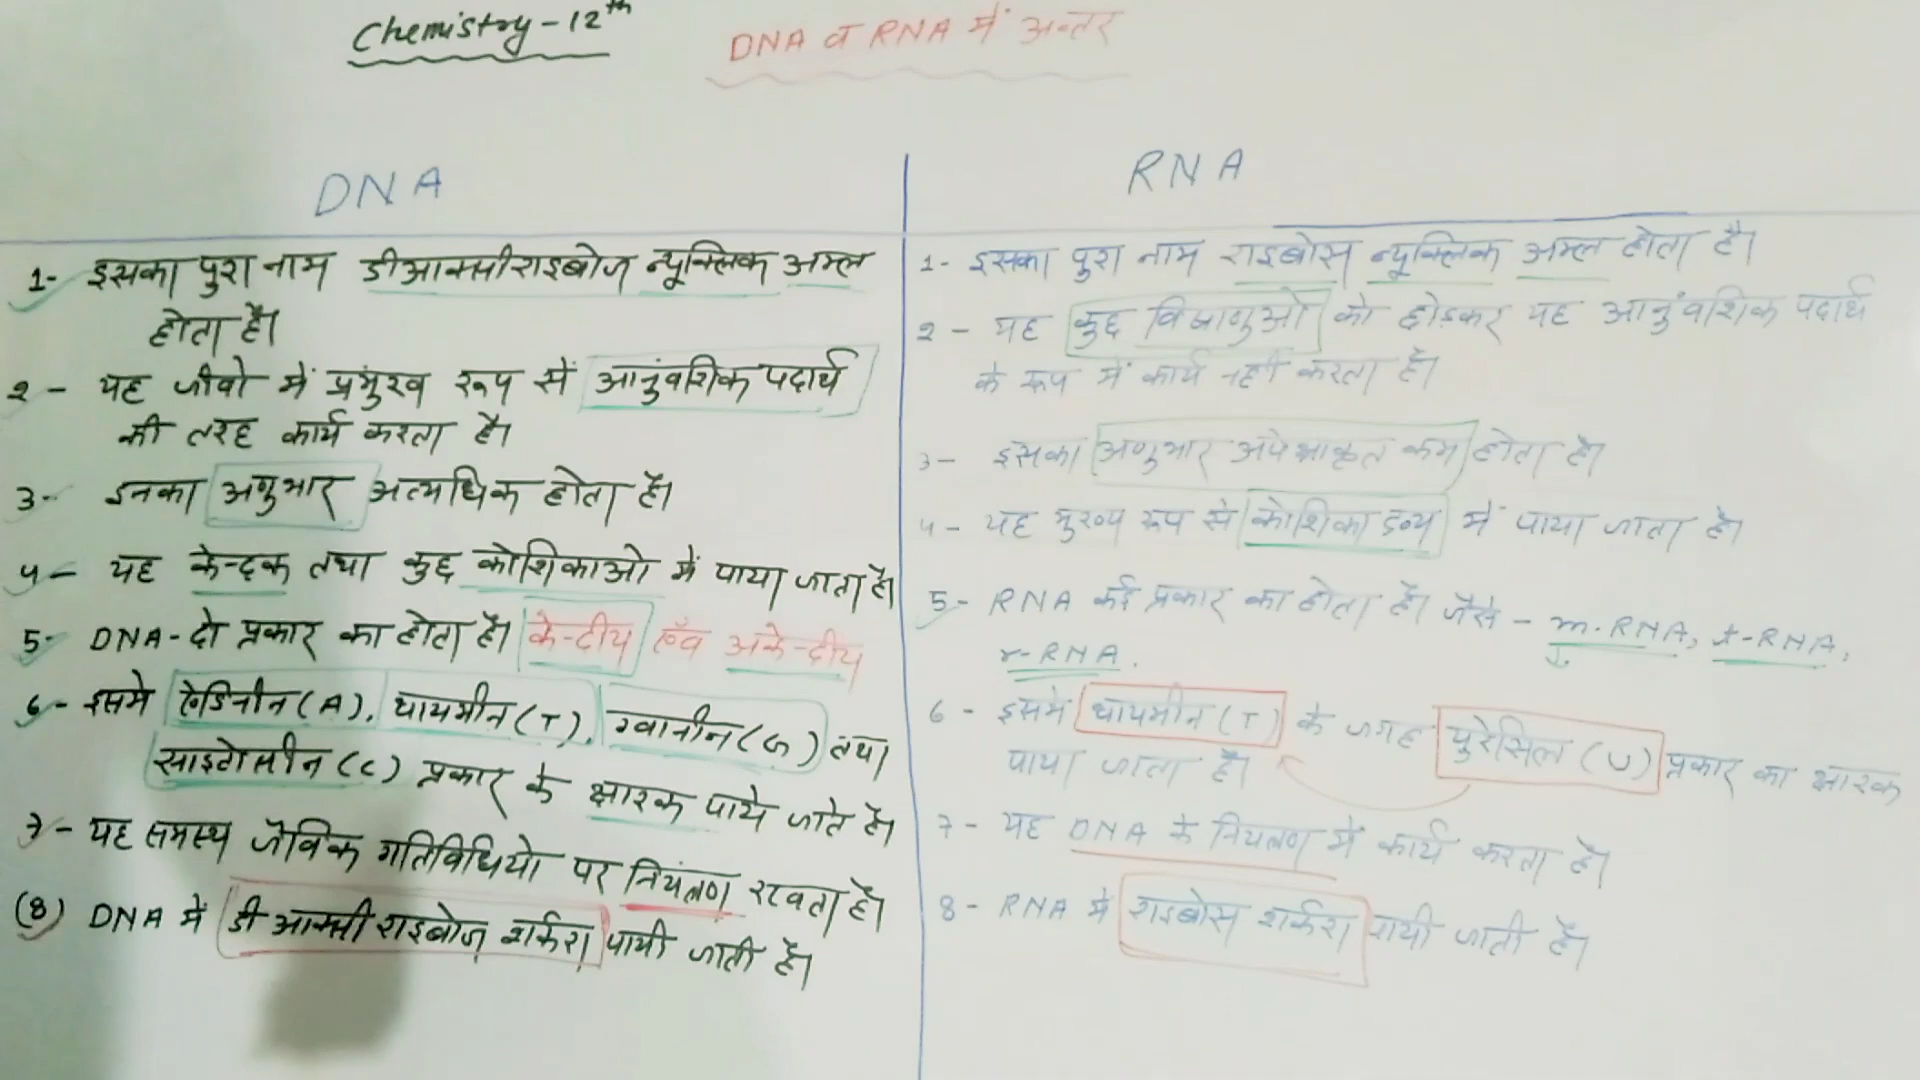 Chemistry-12th
DNA व RNA में अन्तर
DNA
1- इसका पुरा नाम डीआक्सीराइबोज न्यूक्लिक अम्ल
होता है।
2- यह जीवो में प्रमुख रूप सें आनुंवशिक पदार्थ
की तरह कार्य करता है।
3- इनका अणुभार अत्यधिक होता है।
4- यह केन्द्रक तथा कुछ कोशिकाओ में पाया जाता है।
5- DNA-दो प्रकार का होता है। केन्द्रीय एँव अकेन्द्रीय
6- इसमे ऐडिनीन(A), थायमीन(T), ग्वानीन(G) तथा
साइटोसीन(C) प्रकार के क्षारक पाये जाते है।
7- यह समस्थ जैविक गतिविधियो पर नियंत्रण रखता है।
(8) DNA में डी आक्सी राइबोज शर्करा पायी जाती है।
RNA
1- इसका पुरा नाम राइबोस न्यूक्लिक अम्ल होता है।
2- यह कुछ विषाणुओ को छोड़कर यह आनुंवशिक पदार्थ
के रूप में कार्य नही करता है।
3- इसका अणुभार अपेक्षाकृत कम होता है।
4- यह मुख्य रूप से कोशिका द्रव्य में पाया जाता है।
5- RNA कई प्रकार का होता है। जैसे - m-RNA, t-RNA,
r-RNA.
6- इसमे थायमीन(T) के जगह युरेसिल(U) प्रकार का क्षारक
पाया जाता है।
7- यह DNA के नियत्रण में कार्य करता है।
8- RNA मे राइबोस शर्करा पायी जाती है।